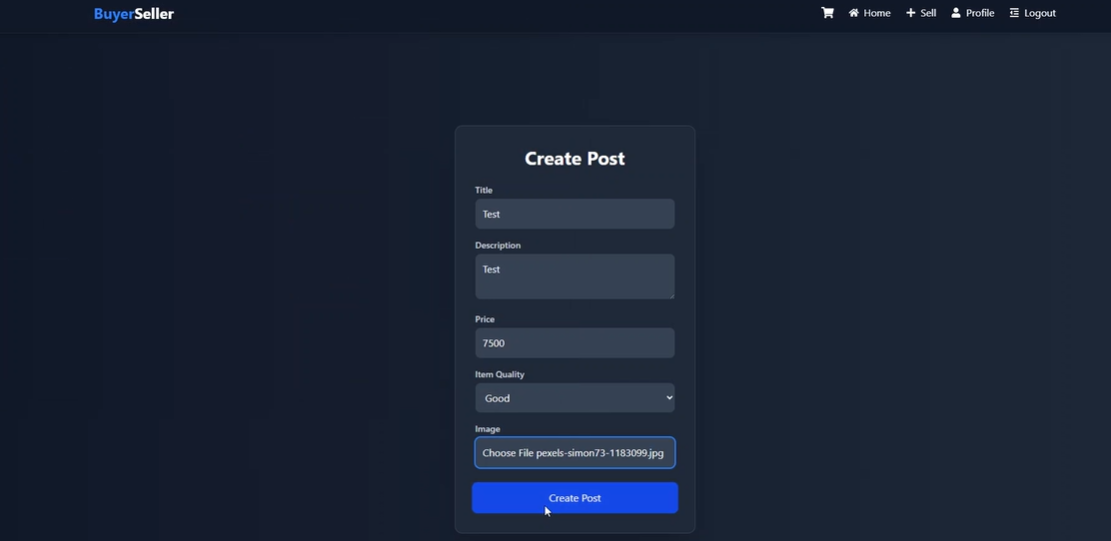 BuyerSeller
Home
Sell
Profile
Logout
Create Post
Title
Test
Description
Test
Price
7500
Item Quality
Good
Image
Choose File pexels-simon73-1183099.jpg
Create Post